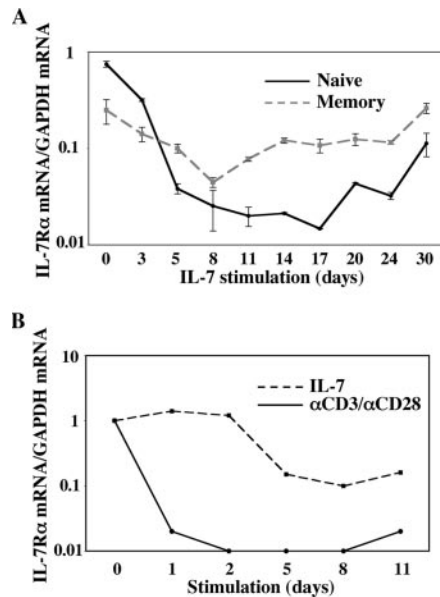 A
IL-7Rα mRNA/GAPDH mRNA
1
0.1
0.01
Naive
Memory
0 3 5 8 11 14 17 20 24 30
IL-7 stimulation (days)
B
IL-7Rα mRNA/GAPDH mRNA
10
1
0.1
0.01
IL-7
αCD3/αCD28
0 1 2 5 8 11
Stimulation (days)